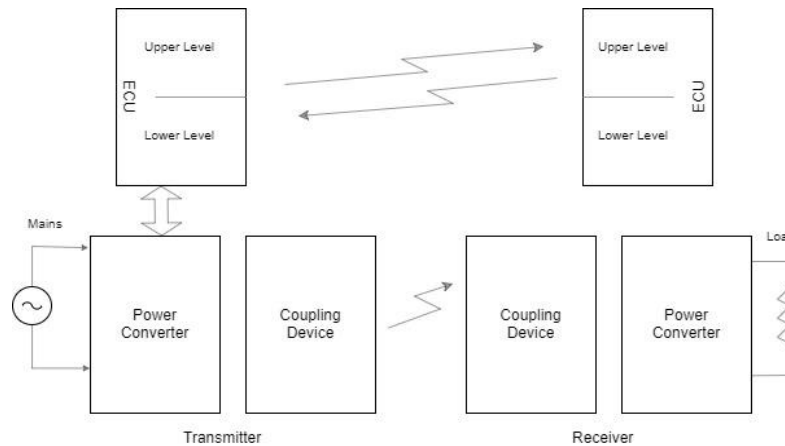 Upper Level
ECU
Lower Level
Upper Level
ECU
Lower Level
Mains
Power
Converter
Coupling
Device
Coupling
Device
Power
Converter
Loa
Transmitter
Receiver